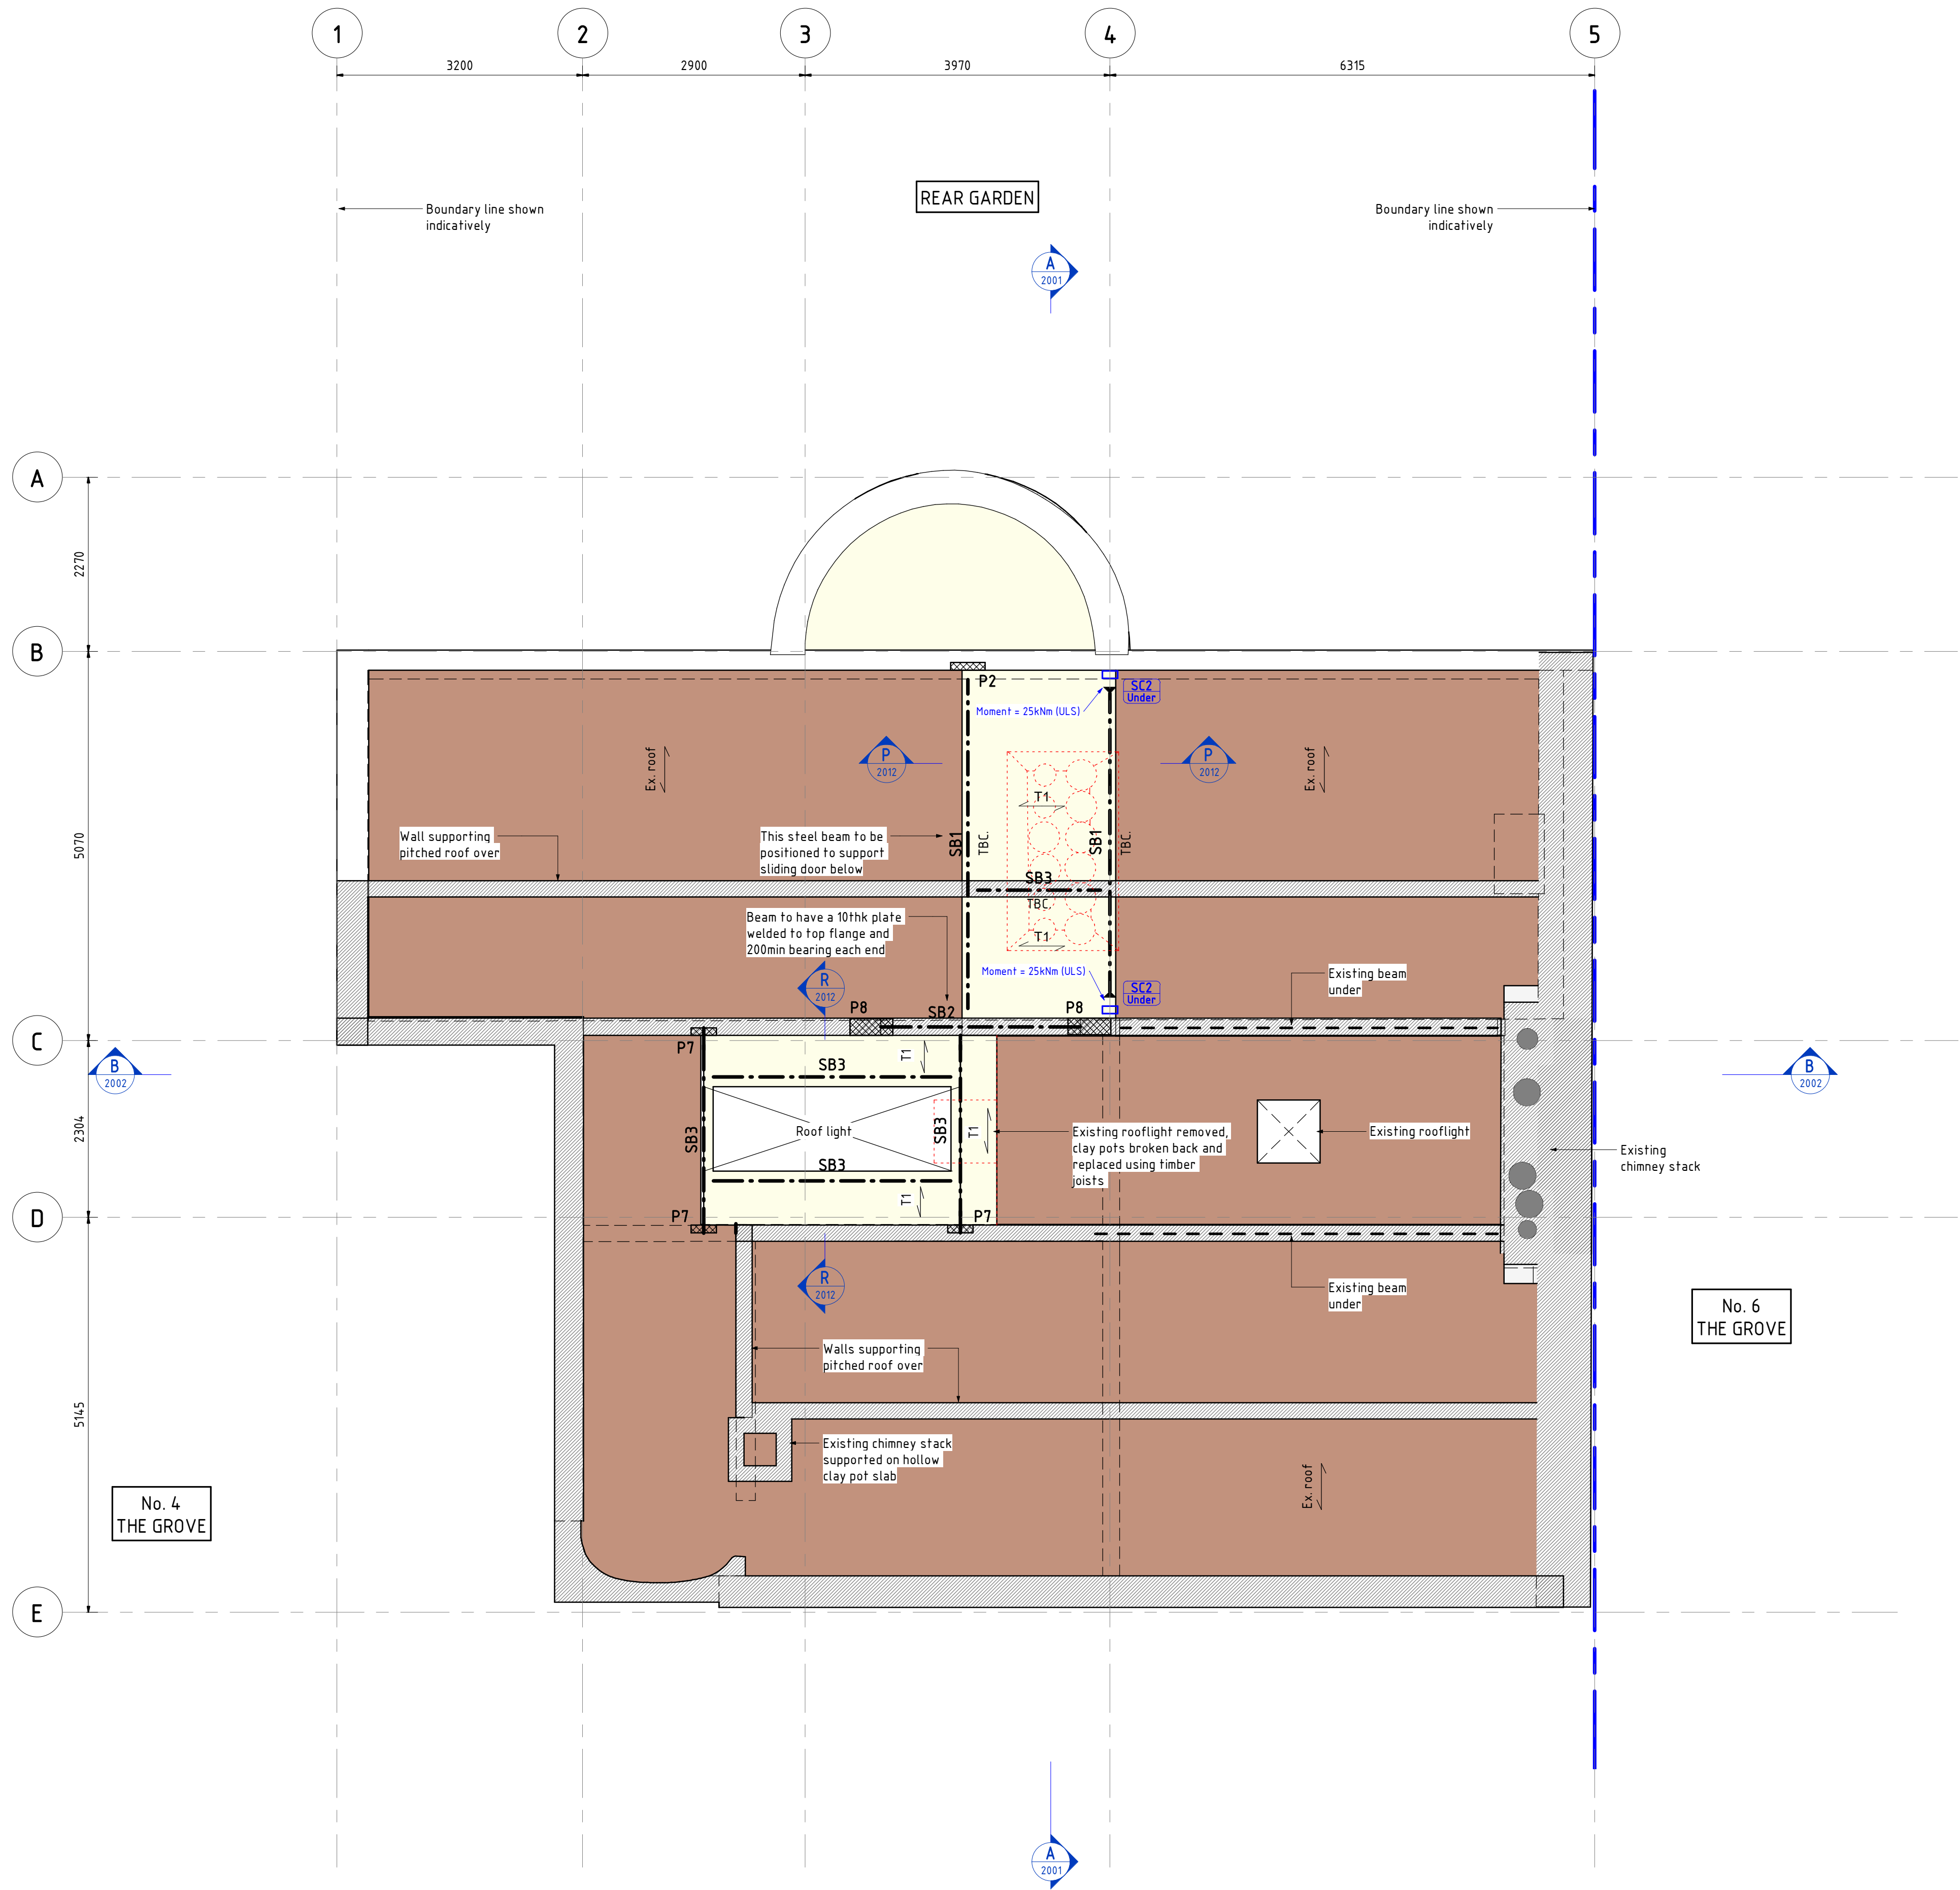 1
2
3
4
5
3200
2900
3970
6315
REAR GARDEN
Boundary line shown
indicatively
Boundary line shown
indicatively
A
2001
A
2270
B
P2
SC2
Under
Moment = 25kNm (ULS)
Ex. roof
P
2012
P
2012
Ex. roof
T1
5070
Wall supporting
pitched roof over
This steel beam to be
positioned to support
sliding door below
SB1
TBC.
SB1
TBC.
SB3
TBC.
Beam to have a 10thk plate
welded to top flange and
200min bearing each end
T1
Moment = 25kNm (ULS)
Existing beam
under
R
2012
SC2
Under
P8
SB2
P8
C
P7
T1
B
2002
SB3
B
2002
2304
SB3
Roof light
SB3
T1
Existing rooflight removed,
clay pots broken back and
replaced using timber
joists
Existing rooflight
Existing
chimney stack
SB3
T1
D
P7
P7
R
2012
Existing beam
under
No. 6
THE GROVE
Walls supporting
pitched roof over
5145
Existing chimney stack
supported on hollow
clay pot slab
Ex. roof
No. 4
THE GROVE
E
A
2001